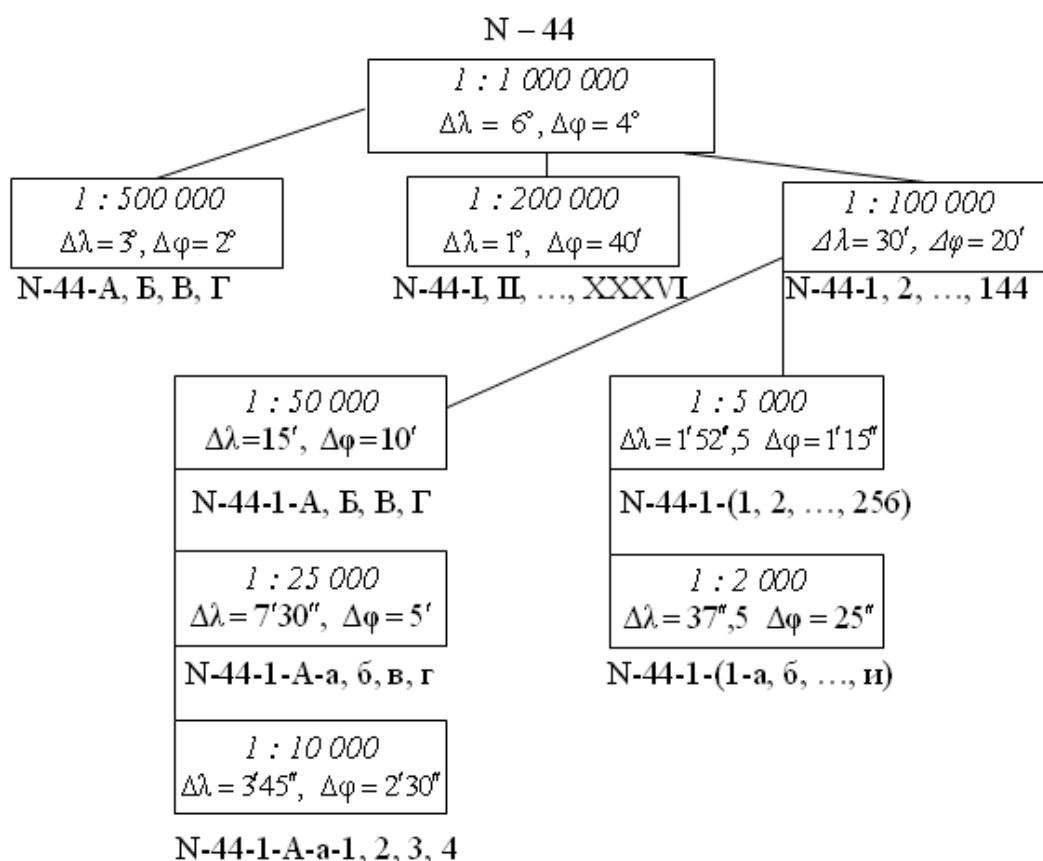 N – 44
1 : 1 000 000
Δλ = 6°, Δφ = 4°
1 : 500 000
Δλ = 3°, Δφ = 2°
N-44-А, Б, В, Г
1 : 200 000
Δλ = 1°, Δφ = 40′
N-44-I, II, …, XXXVI
1 : 100 000
Δλ = 30′, Δφ = 20′
N-44-1, 2, …, 144
1 : 50 000
Δλ=15′, Δφ=10′
N-44-1-А, Б, В, Г
1 : 5 000
Δλ=1′52″,5 Δφ=1′15″
N-44-1-(1, 2, …, 256)
1 : 25 000
Δλ= 7′30″, Δφ= 5′
N-44-1-А-а, б, в, г
1 : 2 000
Δλ= 37″,5 Δφ = 25″
N-44-1-(1-а, б, …, и)
1 : 10 000
Δλ = 3′45″, Δφ = 2′30″
N-44-1-А-а-1, 2, 3, 4